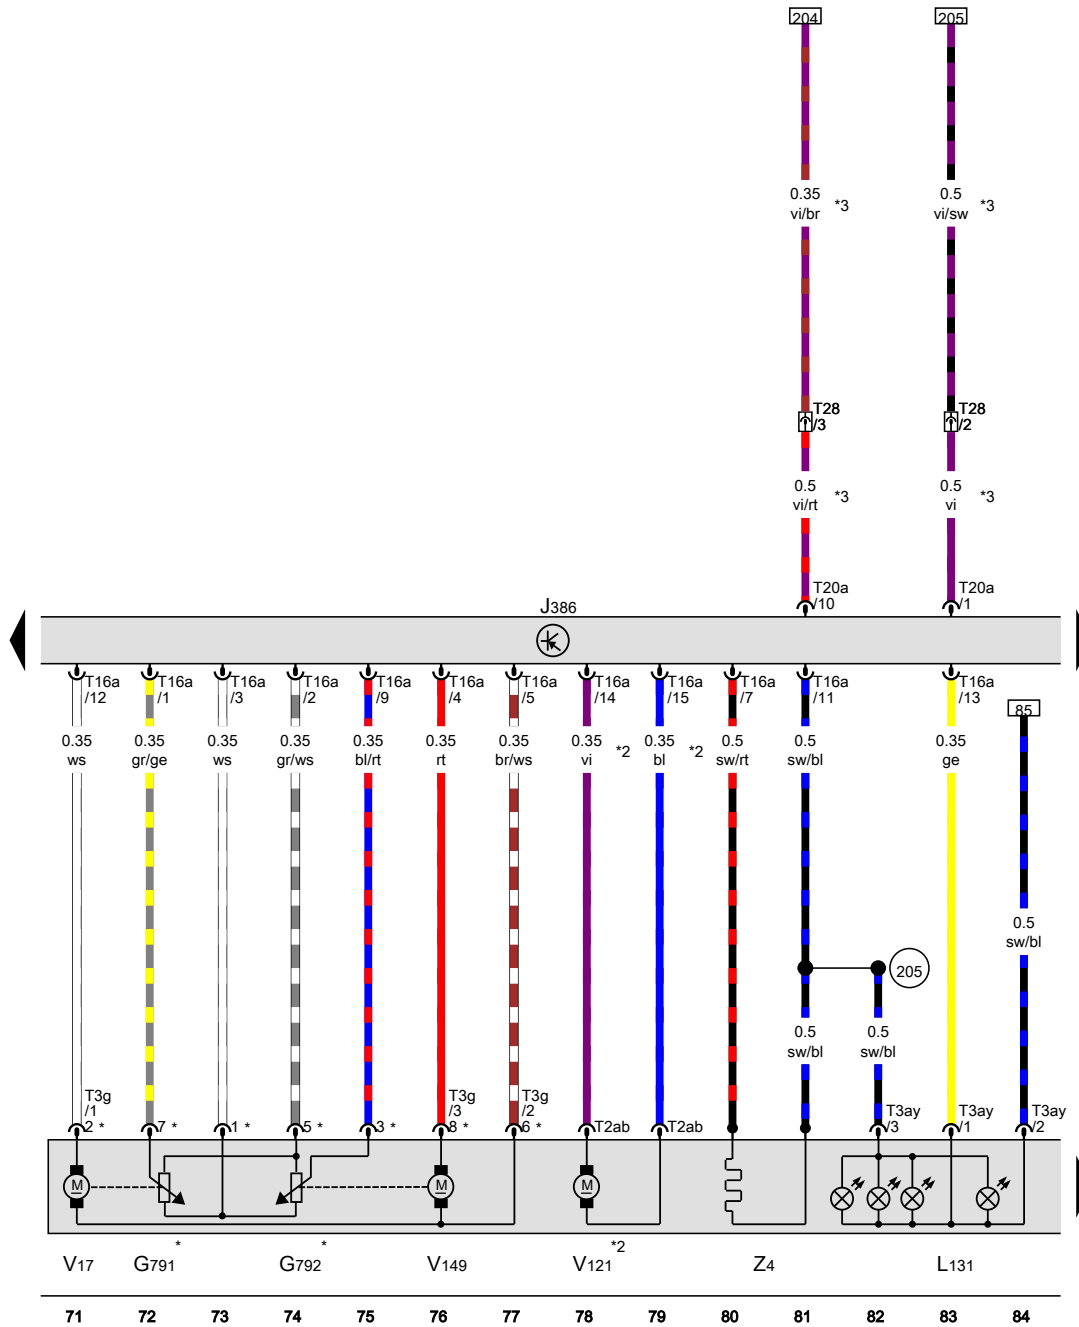 204 205
0.35 0.5
vi/br *3 vi/sw *3
T28 T28
/3 /2
0.5 0.5
vi/rt *3 vi *3
T20a T20a
/10 /1
J386
T16a T16a T16a T16a T16a T16a T16a T16a T16a T16a T16a T16a
/12 /1 /3 /2 /9 /4 /5 /14 /15 /7 /11 /13
85
0.35 0.35 0.35 0.35 0.35 0.35 0.35 0.35 0.35 0.5 0.5 0.35
ws gr/ge ws gr/ws bl/rt rt br/ws vi *2 bl *2 sw/rt sw/bl ge
0.5
sw/bl
205
0.5 0.5
sw/bl sw/bl
T3g T3g T3g
/1 /3 /2
T3ay T3ay T3ay
/3 /1 /2
2 * 7 * 1 * 5 * 3 * 8 * 6 * T2ab T2ab
M M M
* * *2
V17 G791 G792 V149 V121 Z4 L131
71 72 73 74 75 76 77 78 79 80 81 82 83 84